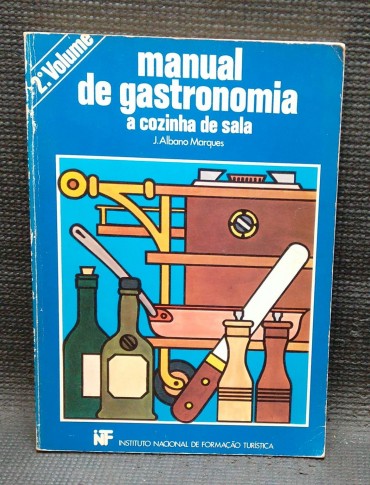 2.º Volume
manual
de gastronomia
a cozinha de sala
J. Albano Marques
INF INSTITUTO NACIONAL DE FORMAÇÃO TURÍSTICA